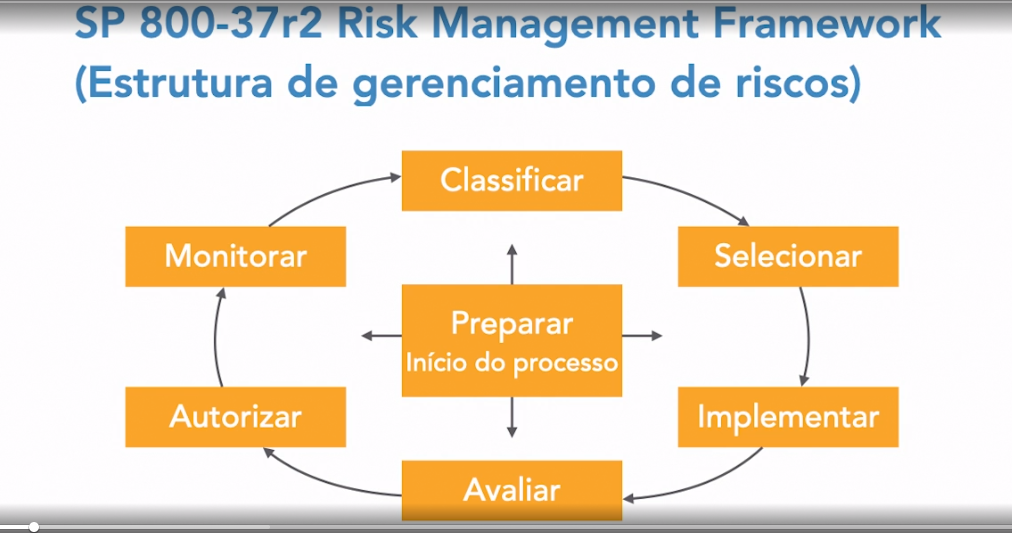 SP 800-37r2 Risk Management Framework
(Estrutura de gerenciamento de riscos)
Classificar
Monitorar
Selecionar
Preparar
Início do processo
Autorizar
Implementar
Avaliar